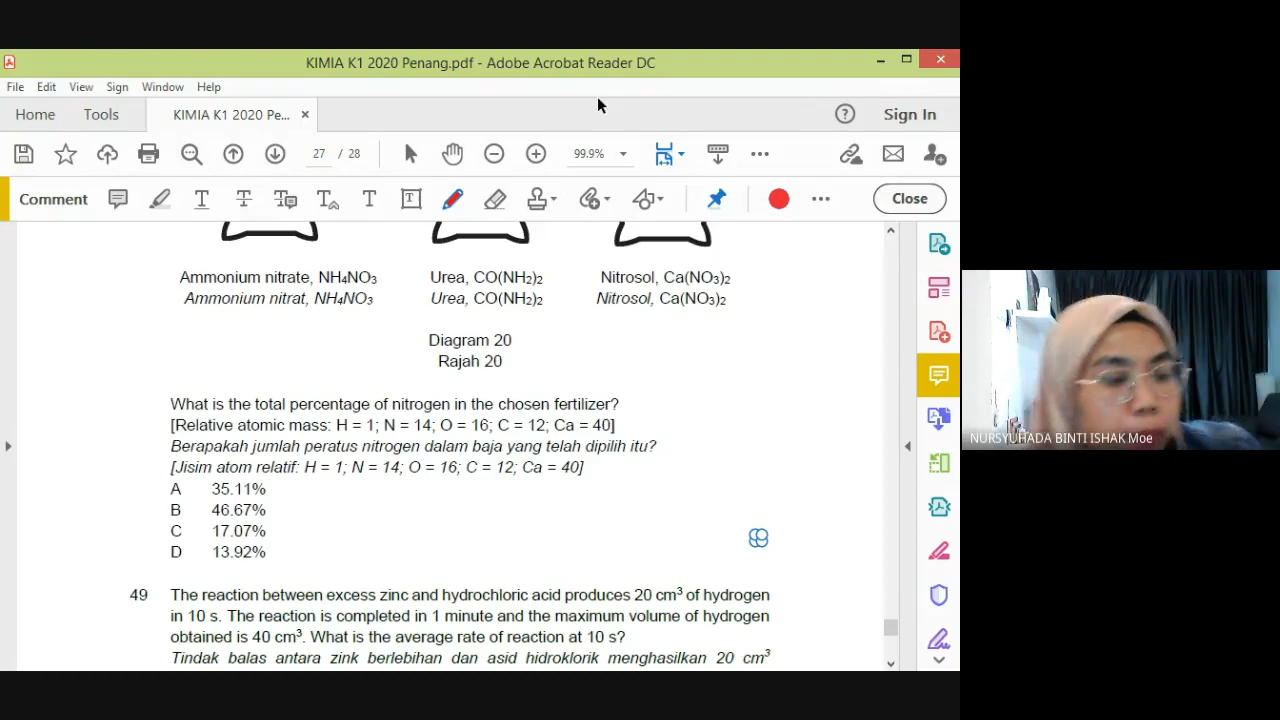 KIMIA K1 2020 Penang.pdf - Adobe Acrobat Reader DC
File Edit View Sign Window Help
Home Tools KIMIA K1 2020 Pe... × Sign In
27 / 28 99.9%
Comment Close
Ammonium nitrate, NH4NO3 Urea, CO(NH2)2 Nitrosol, Ca(NO3)2
Ammonium nitrat, NH4NO3 Urea, CO(NH2)2 Nitrosol, Ca(NO3)2
Diagram 20
Rajah 20
What is the total percentage of nitrogen in the chosen fertilizer?
[Relative atomic mass: H = 1; N = 14; O = 16; C = 12; Ca = 40]
Berapakah jumlah peratus nitrogen dalam baja yang telah dipilih itu?
[Jisim atom relatif: H = 1; N = 14; O = 16; C = 12; Ca = 40]
A 35.11%
B 46.67%
C 17.07%
D 13.92%
49 The reaction between excess zinc and hydrochloric acid produces 20 cm³ of hydrogen
in 10 s. The reaction is completed in 1 minute and the maximum volume of hydrogen
obtained is 40 cm³. What is the average rate of reaction at 10 s?
Tindak balas antara zink berlebihan dan asid hidroklorik menghasilkan 20 cm³
NURSYUHADA BINTI ISHAK Moe